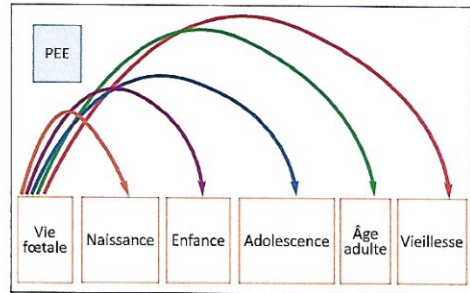 PEE
Vie
fœtale
Naissance
Enfance
Adolescence
Âge
adulte
Vieillesse